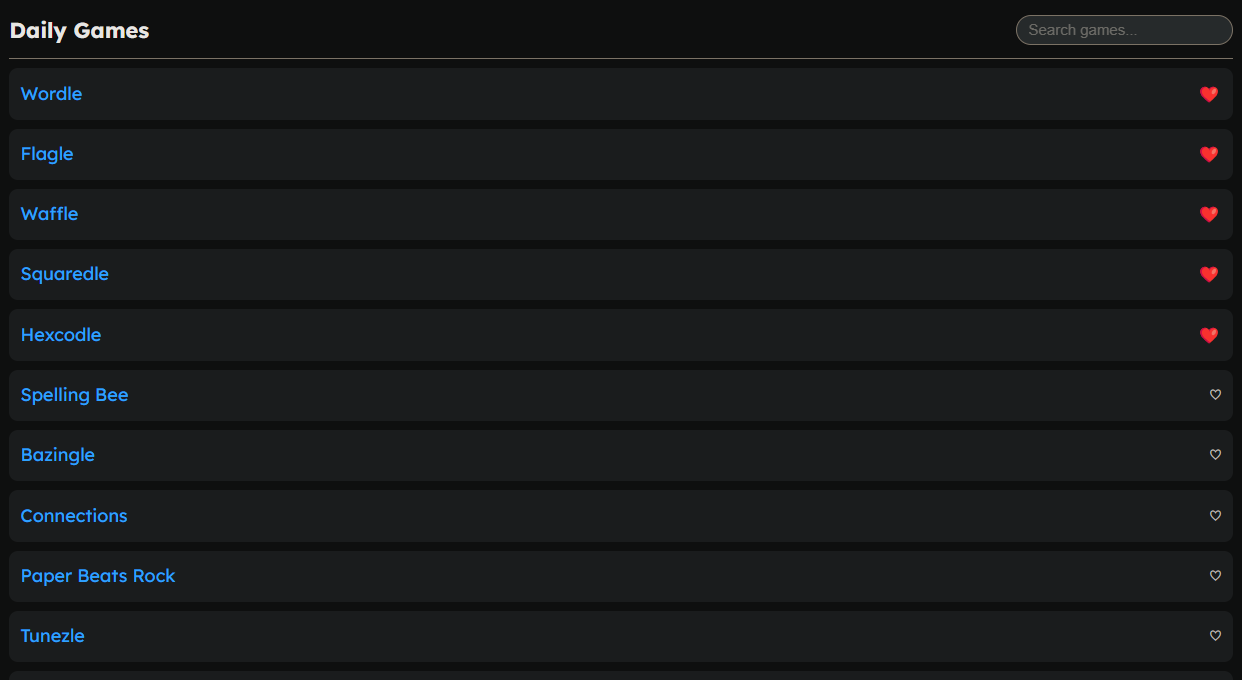 Daily Games
Search games...
Wordle
Flagle
Waffle
Squaredle
Hexcodle
Spelling Bee
Bazingle
Connections
Paper Beats Rock
Tunezle